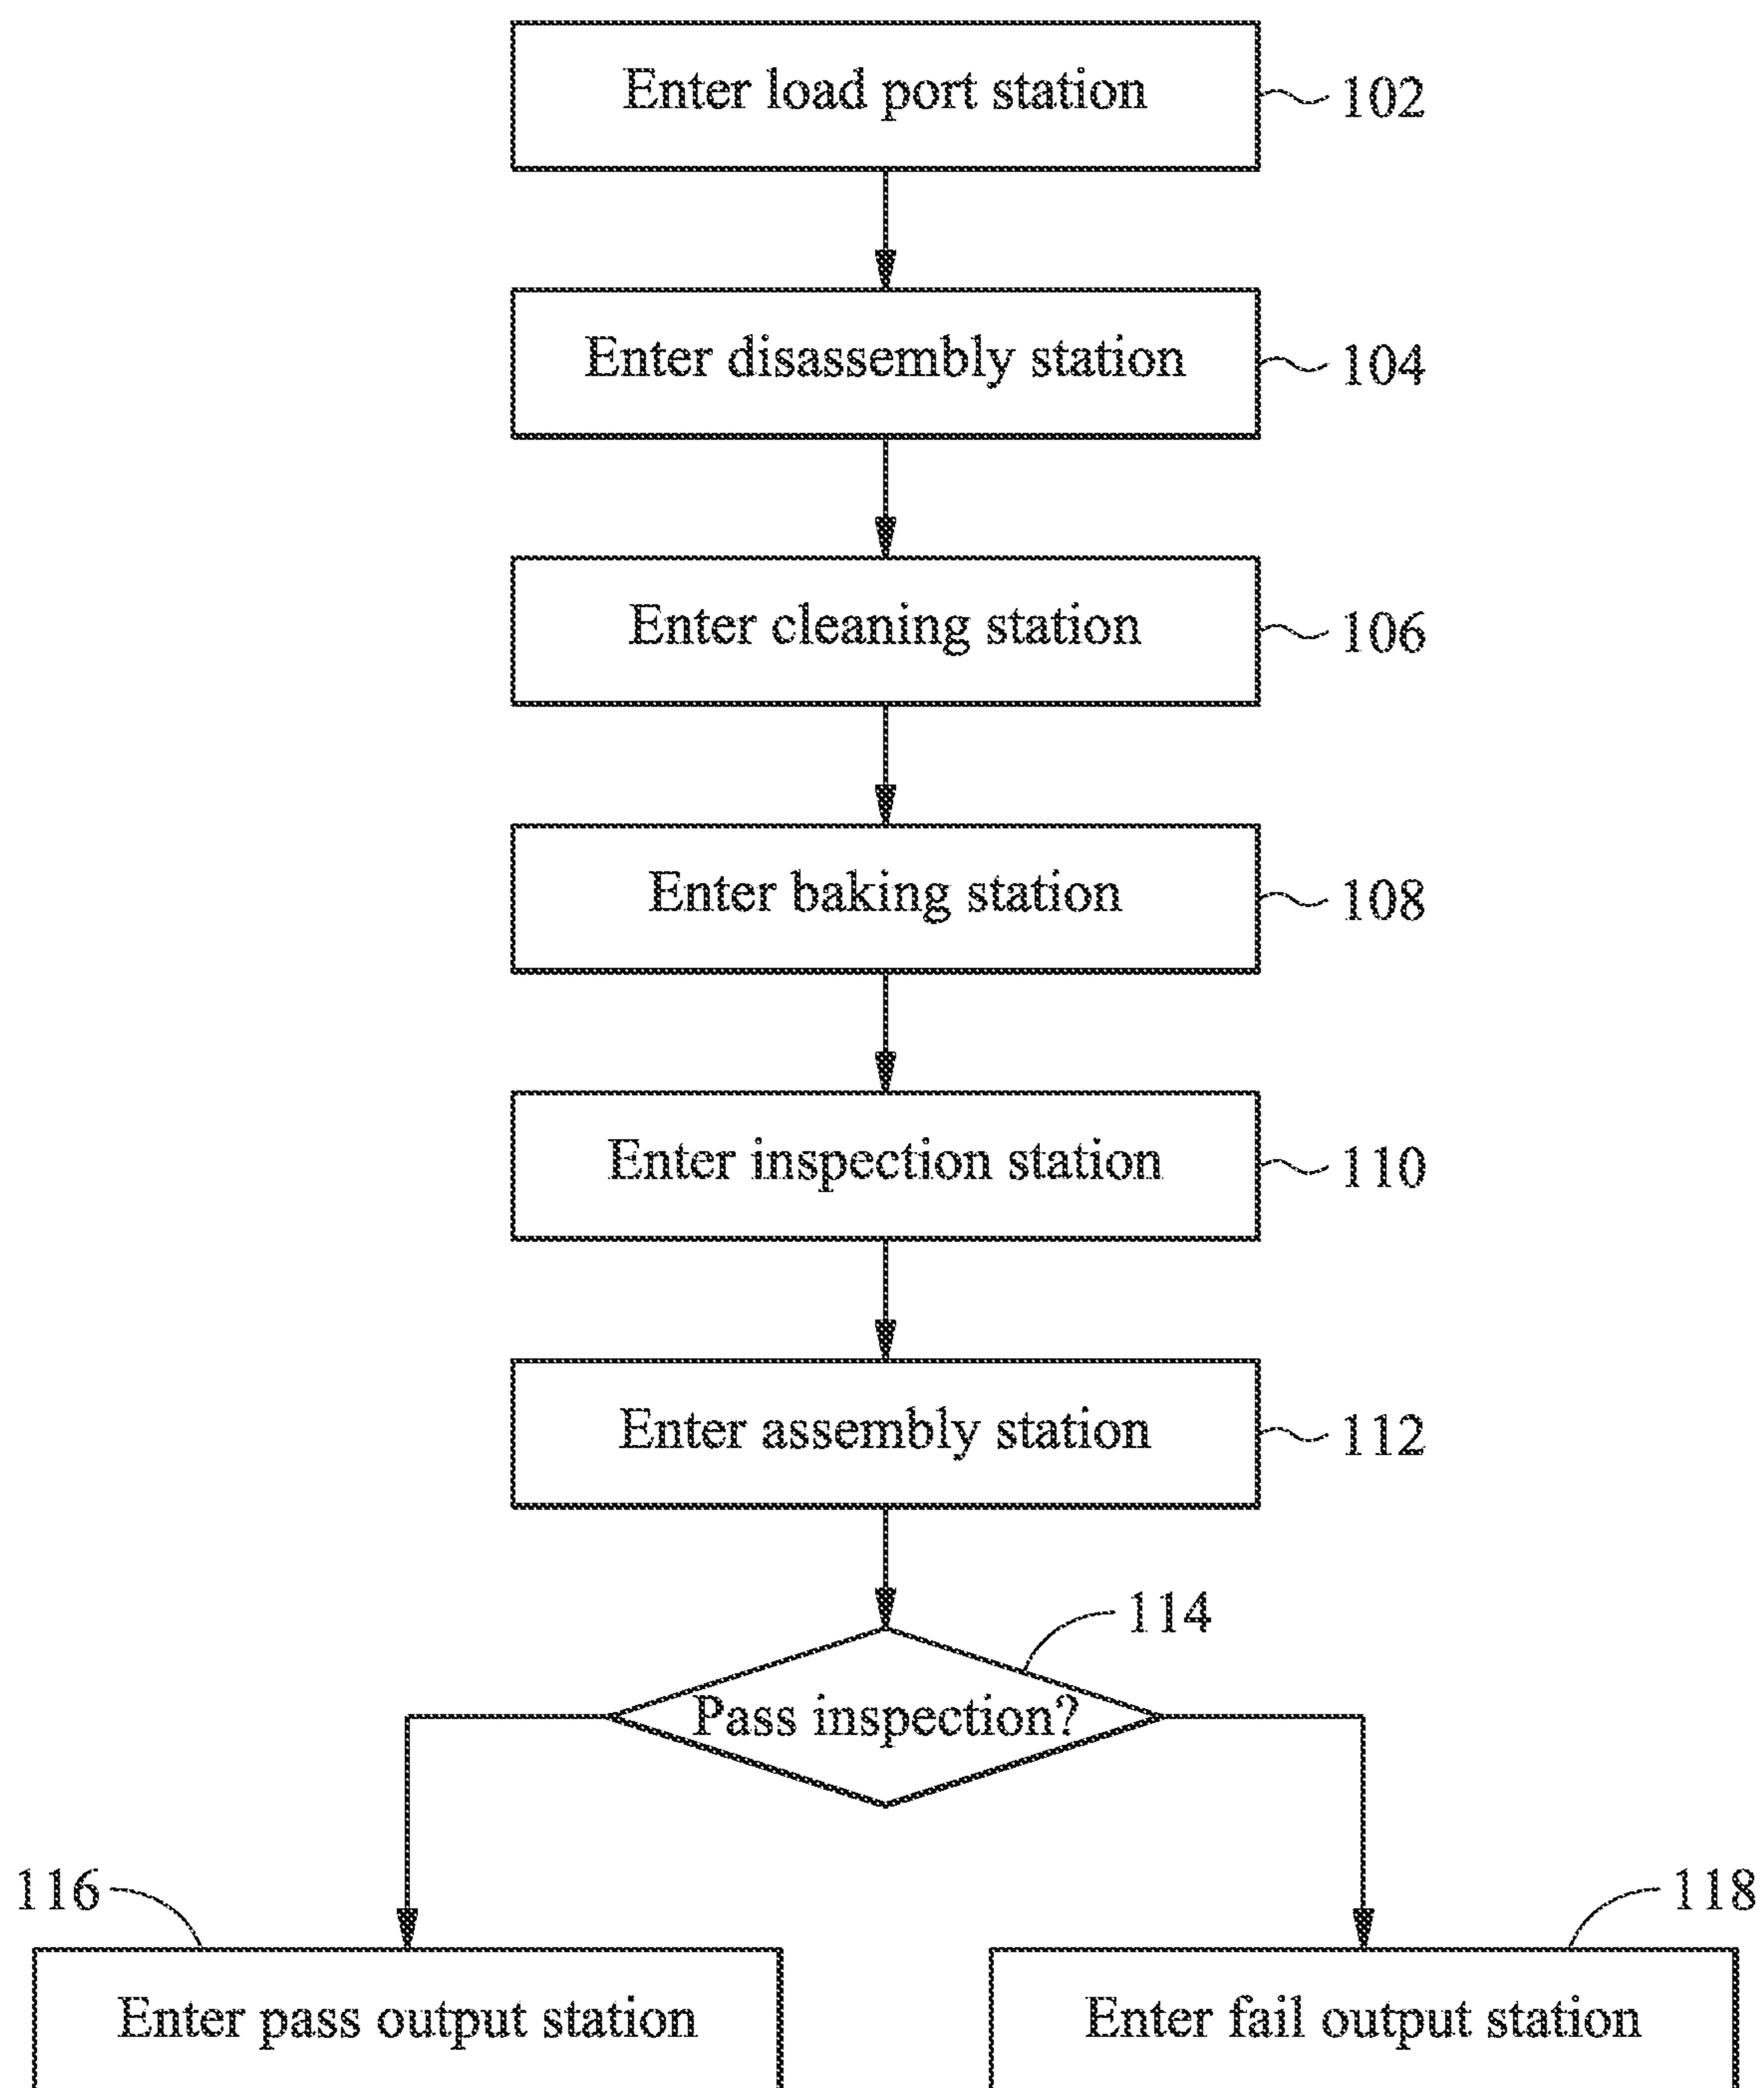 Enter load port station
102
Enter disassembly station
104
Enter cleaning station
106
Enter baking station
108
Enter inspection station
110
Enter assembly station
112
114
Pass inspection?
116
118
Enter pass output station
Enter fail output station